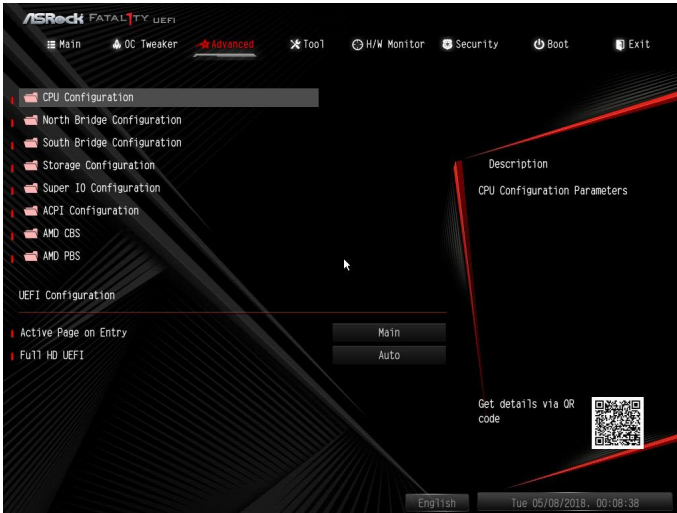 ASRock FATAL1TY UEFI
Main OC Tweaker Advanced Tool H/W Monitor Security Boot Exit
CPU Configuration
North Bridge Configuration
South Bridge Configuration
Storage Configuration
Super IO Configuration
ACPI Configuration
AMD CBS
AMD PBS
UEFI Configuration
Active Page on Entry Main
Full HD UEFI Auto
Description
CPU Configuration Parameters
Get details via QR
code
English Tue 05/08/2018. 00:08:38